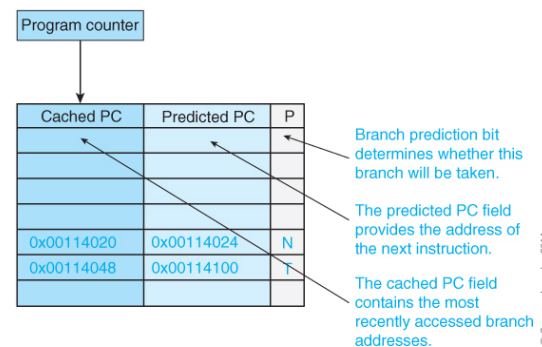 Program counter
Cached PC Predicted PC P
Branch prediction bit
determines whether this
branch will be taken.
The predicted PC field
provides the address of
the next instruction.
0x00114020 0x00114024 N
0x00114048 0x00114100 T
The cached PC field
contains the most
recently accessed branch
addresses.